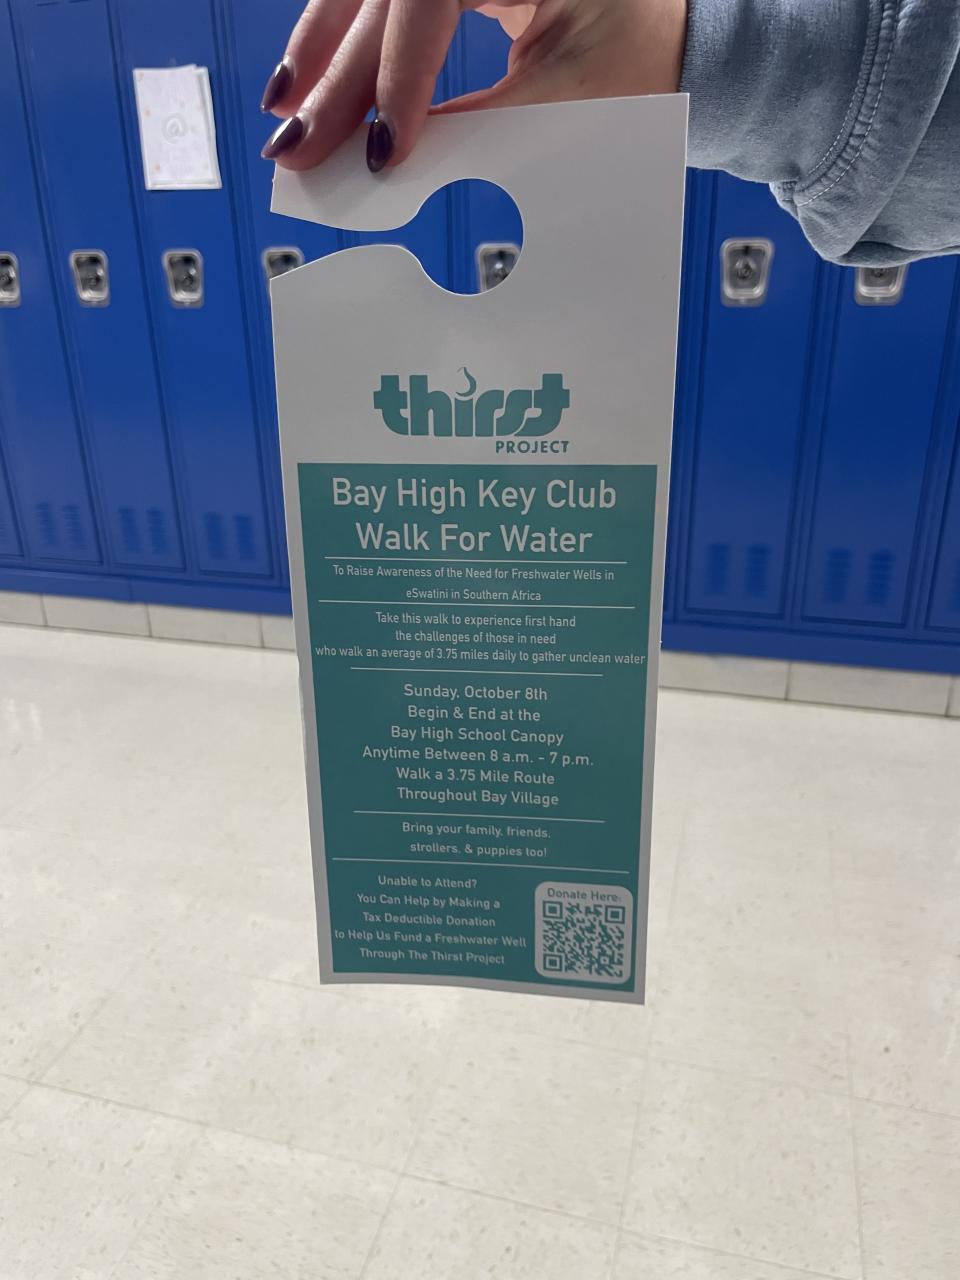 thirst
PROJECT
Bay High Key Club
Walk For Water
To Raise Awareness of the Need for Freshwater Wells in
eSwatini in Southern Africa
Take this walk to experience first hand
the challenges of those in need
who walk an average of 3.75 miles daily to gather unclean water
Sunday, October 8th
Begin & End at the
Bay High School Canopy
Anytime Between 8 a.m. - 7 p.m.
Walk a 3.75 Mile Route
Throughout Bay Village
Bring your family, friends,
strollers, & puppies too!
Unable to Attend?
You Can Help by Making a
Tax Deductible Donation
to Help Us Fund a Freshwater Well
Through The Thirst Project
Donate Here:
@